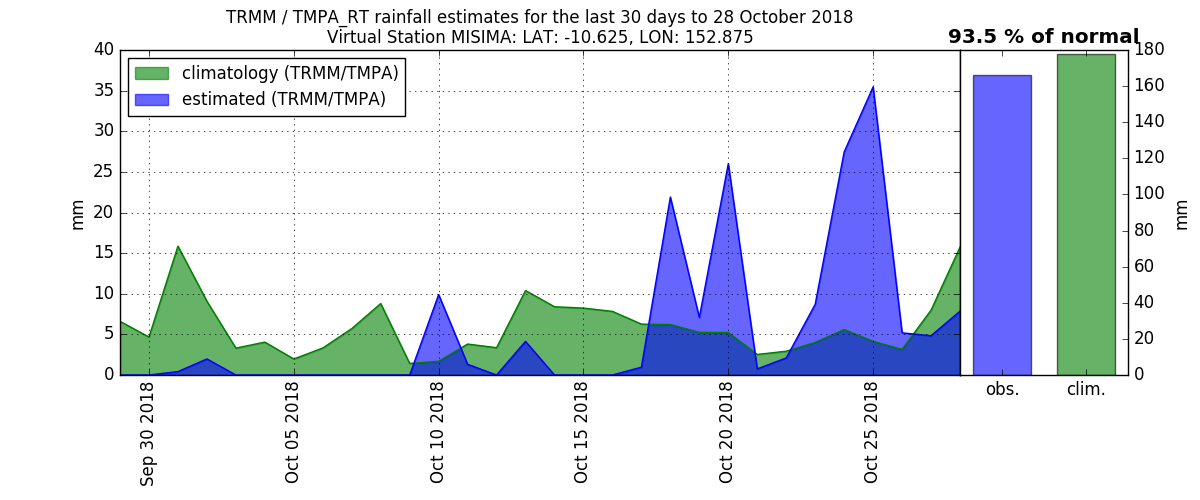 TRMM / TMPA_RT rainfall estimates for the last 30 days to 28 October 2018
Virtual Station MISIMA: LAT: -10.625, LON: 152.875
93.5 % of normal
climatology (TRMM/TMPA)
estimated (TRMM/TMPA)
40
35
30
25
20
15
10
5
0
mm
Sep 30 2018
Oct 05 2018
Oct 10 2018
Oct 15 2018
Oct 20 2018
Oct 25 2018
obs.
clim.
180
160
140
120
100
80
60
40
20
0
mm